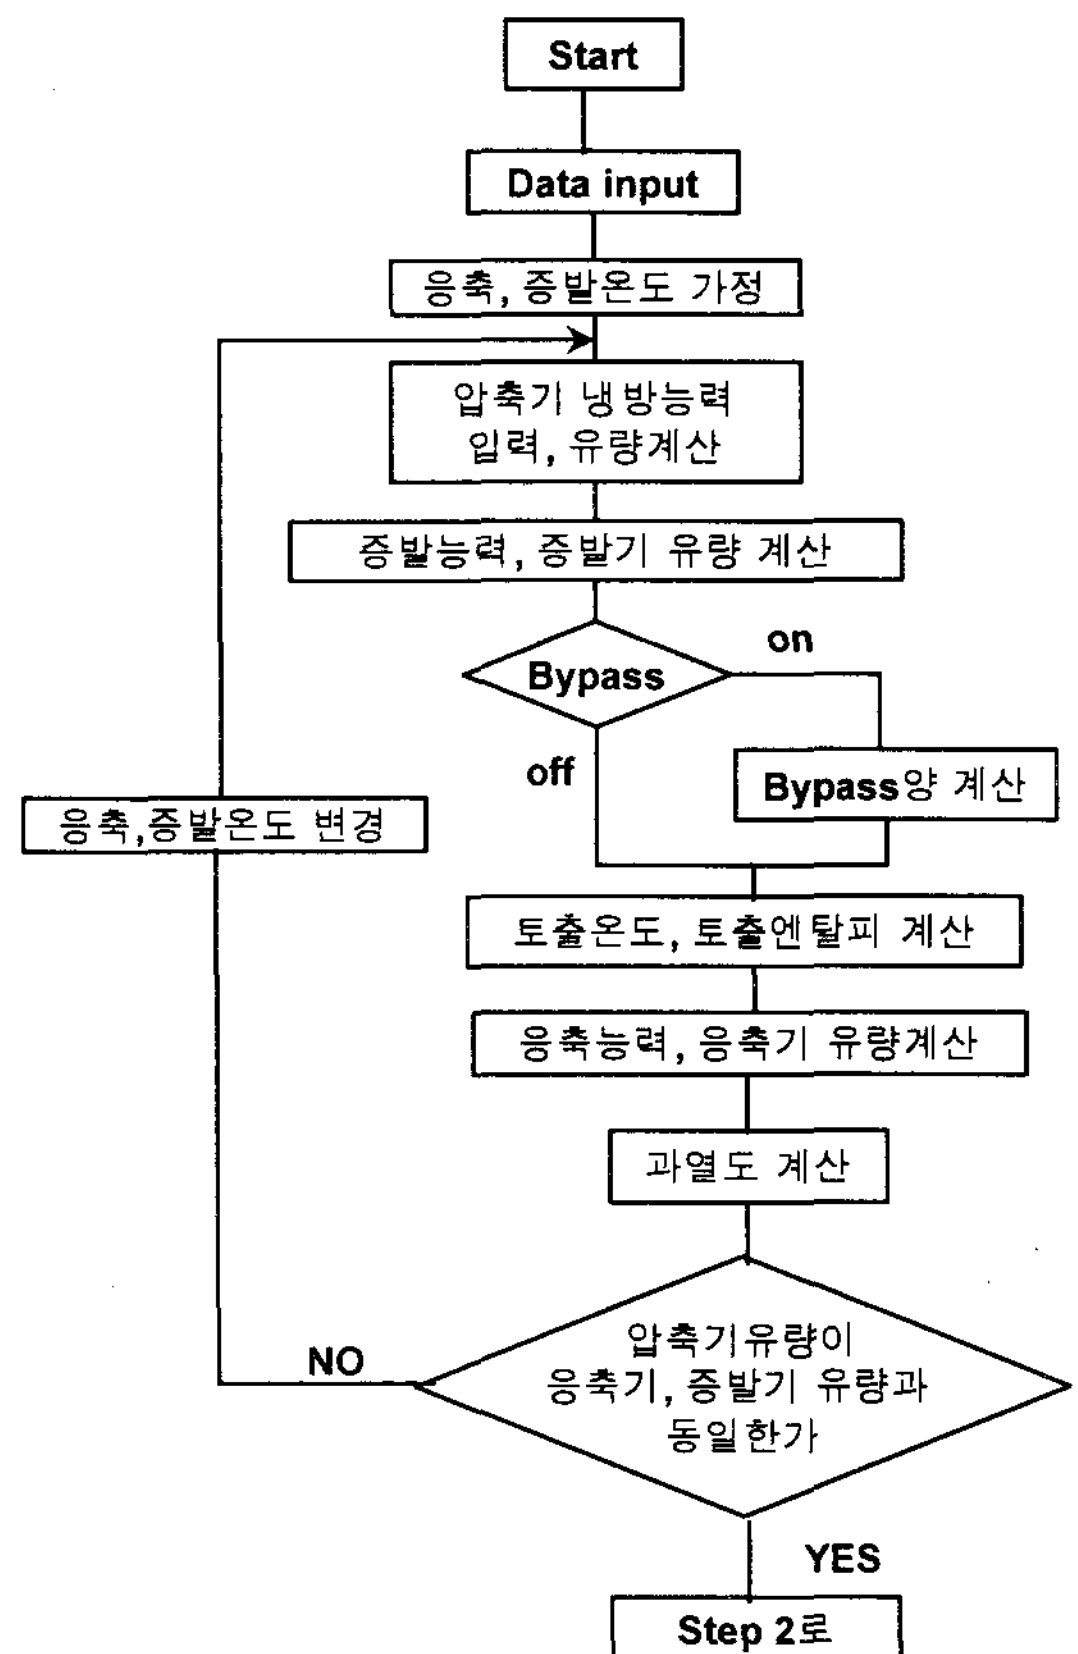 Start
Data input
응축, 증발온도 가정
압축기 냉방능력
입력, 유량계산
증발능력, 증발기 유량 계산
Bypass
on
off
Bypass양 계산
응축,증발온도 변경
토출온도, 토출엔탈피 계산
응축능력, 응축기 유량계산
과열도 계산
압축기유량이
응축기, 증발기 유량과
동일한가
NO
YES
Step 2로